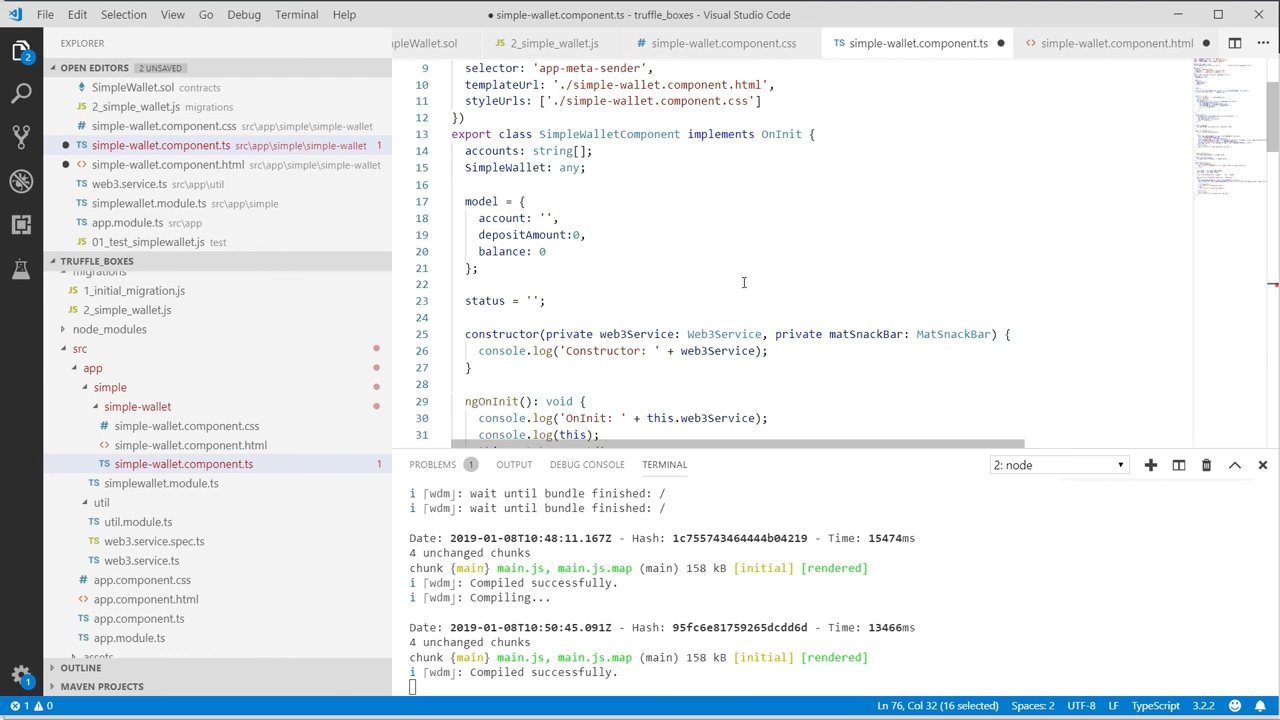 File Edit Selection View Go Debug Terminal Help
● simple-wallet.component.ts - truffle_boxes - Visual Studio Code
EXPLORER
OPEN EDITORS 2 UNSAVED
SimpleWallet.sol contracts
2_simple_wallet.js migrations
simple-wallet.component.css src\app\simple\simple-wallet
simple-wallet.component.ts src\app\simple\simple-wa... 1
simple-wallet.component.html src\app\simple\simple-wallet
web3.service.ts src\app\util
simplewallet.module.ts src\app\simple
app.module.ts src\app
01_test_simplewallet.js test
TRUFFLE_BOXES
migrations
1_initial_migration.js
2_simple_wallet.js
node_modules
src
app
simple
simple-wallet
simple-wallet.component.css
simple-wallet.component.html
simple-wallet.component.ts 1
simplewallet.module.ts
util
util.module.ts
web3.service.spec.ts
web3.service.ts
app.component.css
app.component.html
app.component.ts
app.module.ts
assets
OUTLINE
MAVEN PROJECTS
pleWallet.sol
2_simple_wallet.js
simple-wallet.component.css
simple-wallet.component.ts
simple-wallet.component.html
9 selector: 'app-meta-sender',
10 templateUrl: './simple-wallet.component.html',
11 './simple-wallet.component.css'
12 })
13 export class SimpleWalletComponent implements OnInit {
14
15 any;
16
17
18 account: '',
19 depositAmount:0,
20 balance: 0
21 };
22
23 status = '';
24
25 constructor(private web3Service: Web3Service, private matSnackBar: MatSnackBar) {
26 console.log('Constructor: ' + web3Service);
27 }
28
29 ngOnInit(): void {
30 console.log('OnInit: ' + this.web3Service);
31 console.log(this);
PROBLEMS 1 OUTPUT DEBUG CONSOLE TERMINAL
2: node
i ｢wdm｣: wait until bundle finished: /
i ｢wdm｣: wait until bundle finished: /
Date: 2019-01-08T10:48:11.167Z - Hash: 1c755743464444b04219 - Time: 15474ms
4 unchanged chunks
chunk {main} main.js, main.js.map (main) 158 kB [initial] [rendered]
i ｢wdm｣: Compiled successfully.
i ｢wdm｣: Compiling...
Date: 2019-01-08T10:50:45.091Z - Hash: 95fc6e81759265dcdd6d - Time: 13466ms
4 unchanged chunks
chunk {main} main.js, main.js.map (main) 158 kB [initial] [rendered]
i ｢wdm｣: Compiled successfully.
1 0 Ln 76, Col 32 (16 selected) Spaces: 2 UTF-8 LF TypeScript 3.2.2